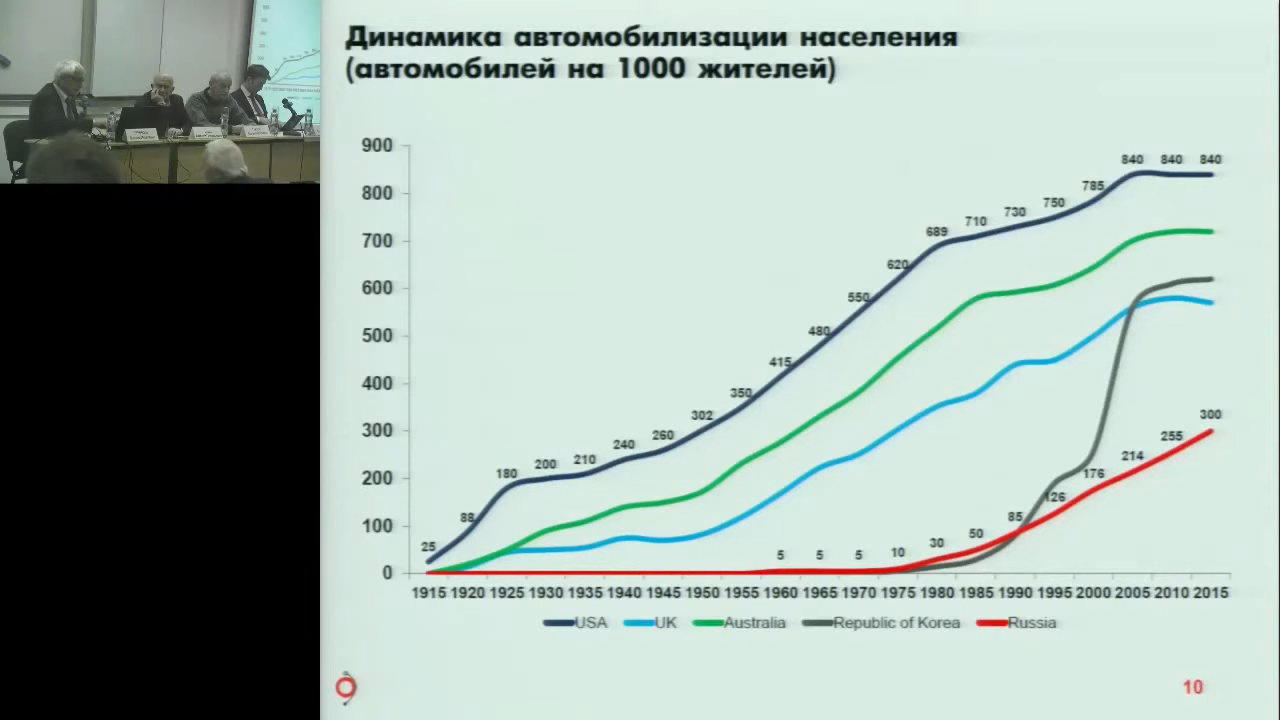 Динамика автомобилизации населения
(автомобилей на 1000 жителей)
900
800
700
600
500
400
300
200
100
0
25 88 180 200 210 240 260 302 350 415 480 550 620 689 710 730 750 785 840 840 840
5 5 5 10 30 50 85 126 176 214 255 300
1915 1920 1925 1930 1935 1940 1945 1950 1955 1960 1965 1970 1975 1980 1985 1990 1995 2000 2005 2010 2015
USA UK Australia Republic of Korea Russia
10